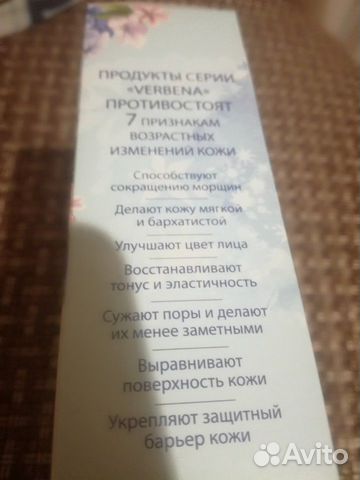 ПРОДУКТЫ СЕРИИ
«VERBENA»
ПРОТИВОСТОЯТ
7 ПРИЗНАКАМ
ВОЗРАСТНЫХ
ИЗМЕНЕНИЙ КОЖИ
Способствуют
сокращению морщин
Делают кожу мягкой
и бархатистой
Улучшают цвет лица
Восстанавливают
тонус и эластичность
Сужают поры и делают
их менее заметными
Выравнивают
поверхность кожи
Укрепляют защитный
барьер кожи
Avito